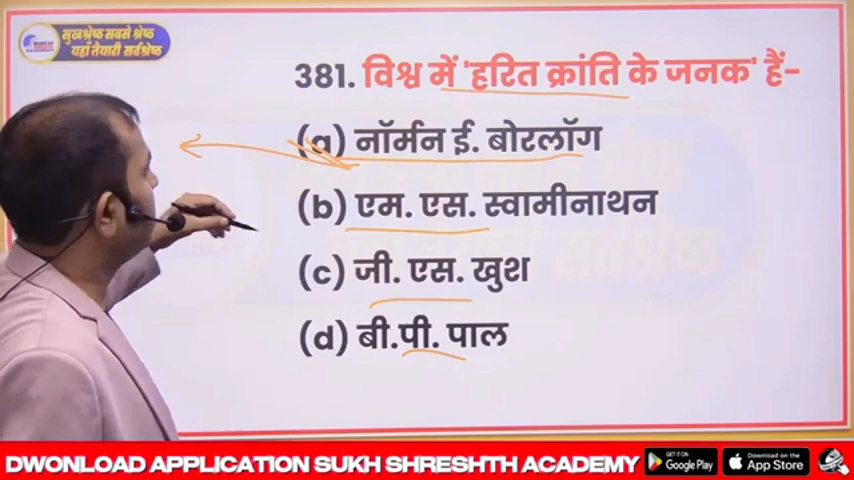 सुखश्रेष्ठ सबसे श्रेष्ठ
यहाँ तैयारी सर्वश्रेष्ठ
381. विश्व में 'हरित क्रांति के जनक' हैं-
(a) नॉर्मन ई. बोरलॉग
(b) एम. एस. स्वामीनाथन
(c) जी. एस. खुश
(d) बी.पी. पाल
DWONLOAD APPLICATION SUKH SHRESHTH ACADEMY
GET IT ON
Google Play
Download on the
App Store